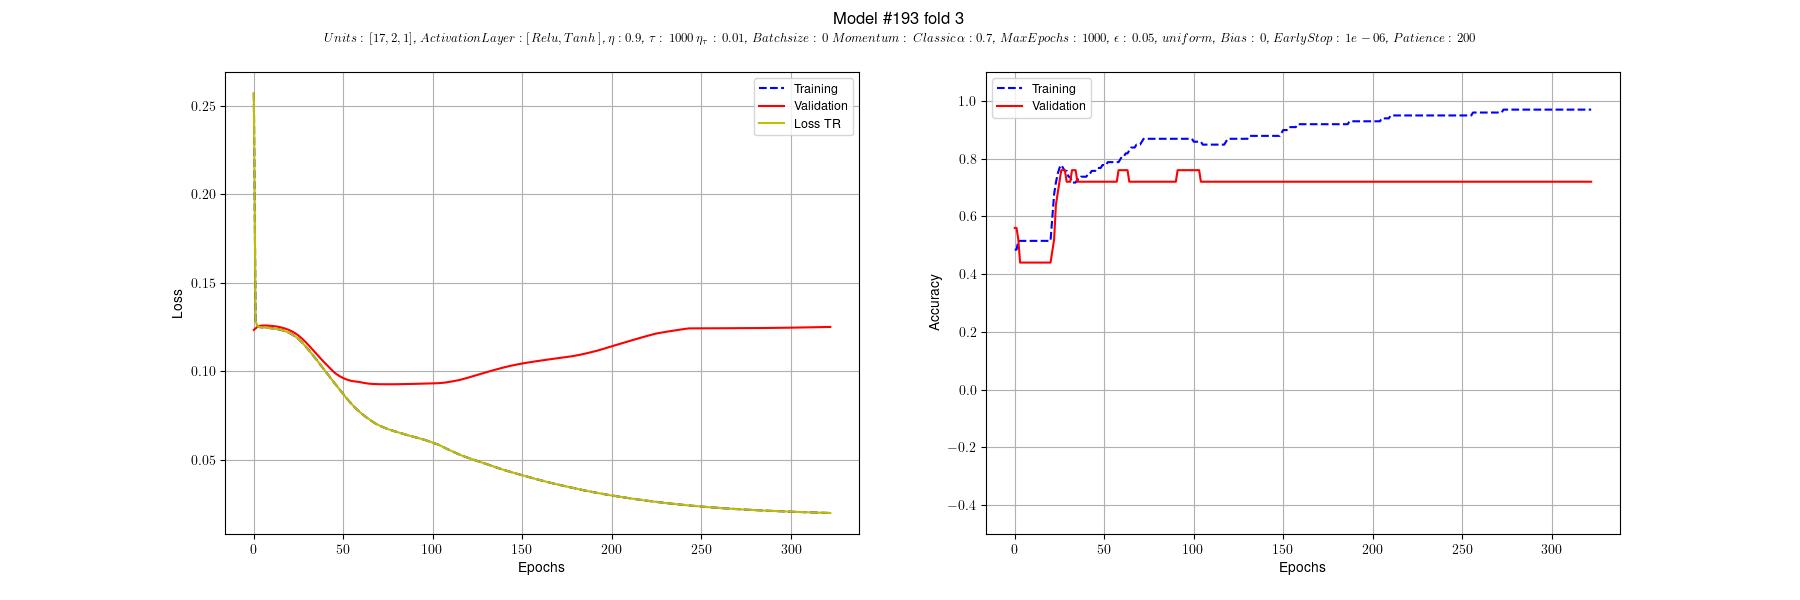 Model #193 fold 3
Units : [17, 2, 1], ActivationLayer : [Relu, Tanh], η : 0.9, τ : 1000 ητ : 0.01, Batchsize : 0 Momentum : Classicα : 0.7, MaxEpochs : 1000, ϵ : 0.05, uniform, Bias : 0, EarlyStop : 1e − 06, Patience : 200
Training
Validation
Loss TR
0.25
0.20
0.15
0.10
0.05
Loss
0 50 100 150 200 250 300
Epochs
Training
Validation
1.0
0.8
0.6
0.4
0.2
0.0
−0.2
−0.4
Accuracy
0 50 100 150 200 250 300
Epochs